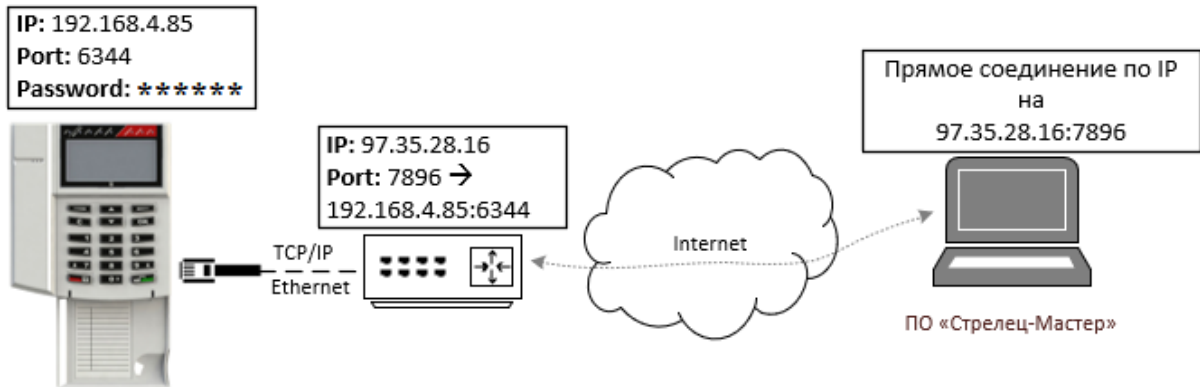 IP: 192.168.4.85
Port: 6344
Password: ******
IP: 97.35.28.16
Port: 7896 →
192.168.4.85:6344
TCP/IP
Ethernet
Internet
Прямое соединение по IP
на
97.35.28.16:7896
ПО «Стрелец-Мастер»